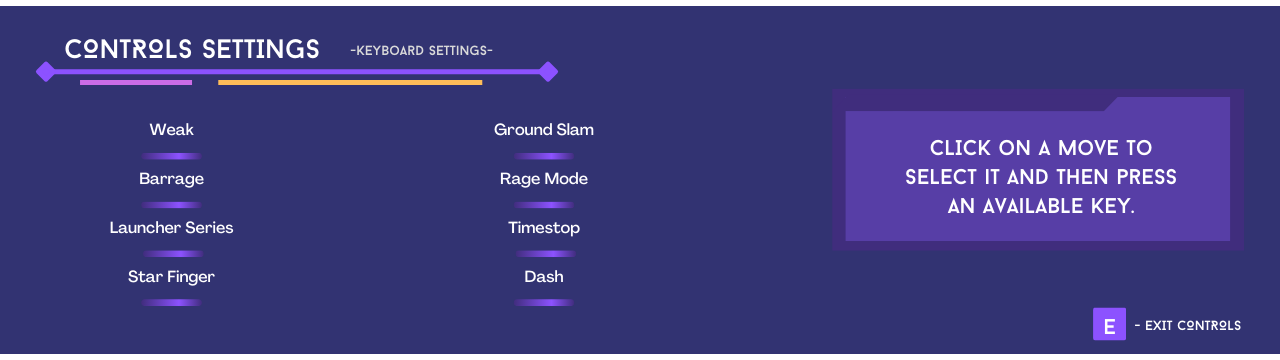 CONTROLS SETTINGS
-KEYBOARD SETTINGS-
Weak
Barrage
Launcher Series
Star Finger
Ground Slam
Rage Mode
Timestop
Dash
CLICK ON A MOVE TO
SELECT IT AND THEN PRESS
AN AVAILABLE KEY.
E - EXIT CONTROLS